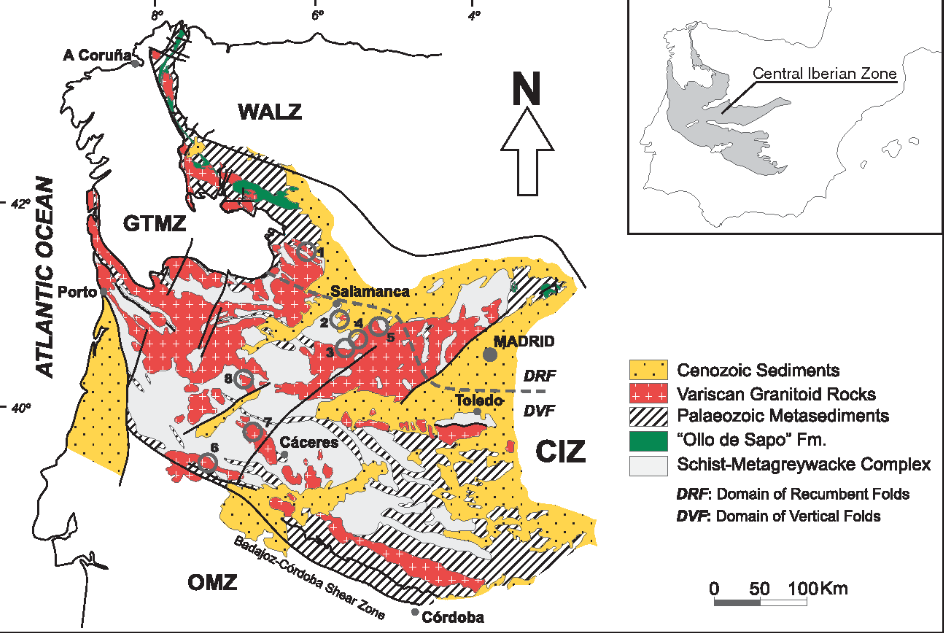 8°
6°
4°
A Coruña
Central Iberian Zone
WALZ
N
42°
GTMZ
1
ATLANTIC OCEAN
Porto
Salamanca
2
4
5
3
MADRID
8
DRF
40°
Toledo
DVF
7
Cáceres
CIZ
6
Cenozoic Sediments
Variscan Granitoid Rocks
Palaeozoic Metasediments
"Ollo de Sapo" Fm.
Schist-Metagreywacke Complex
DRF: Domain of Recumbent Folds
DVF: Domain of Vertical Folds
Badajoz-Córdoba Shear Zone
OMZ
0 50 100Km
Córdoba